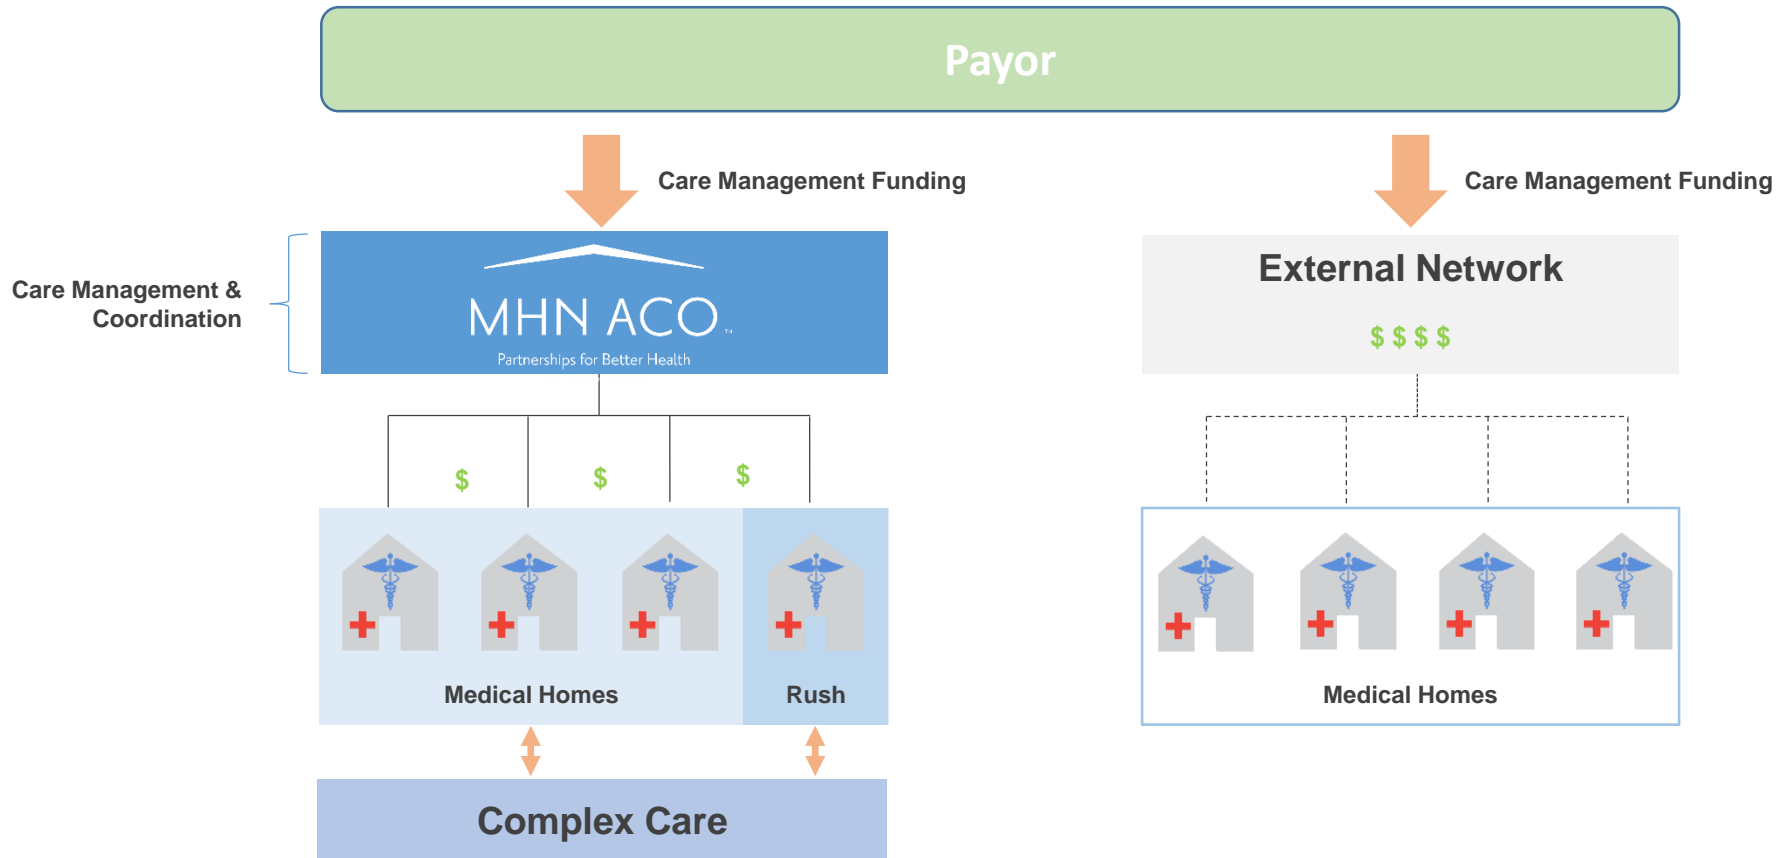 Payor
Care Management Funding
Care Management Funding
Care Management &
Coordination
MHN ACO™
Partnerships for Better Health
External Network
$ $ $ $
$ $ $
Medical Homes
Rush
Medical Homes
Complex Care